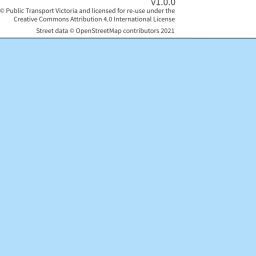 v1.0.0
© Public Transport Victoria and licensed for re-use under the
Creative Commons Attribution 4.0 International License
Street data © OpenStreetMap contributors 2021